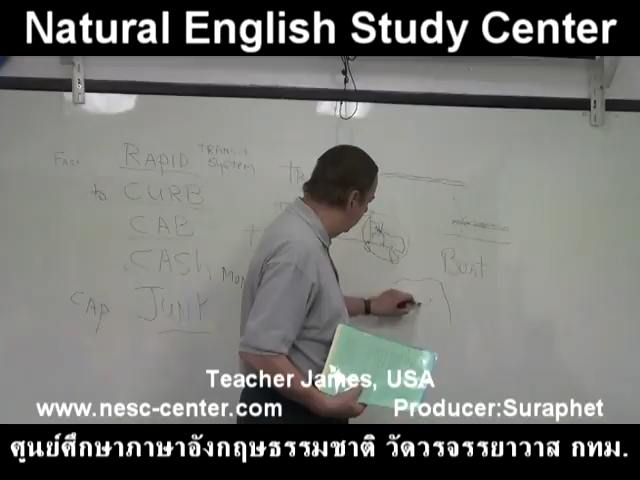 Natural English Study Center
Fast RAPID TRANSIT
SYSTEM
to CURB
CAB
CASH
CAP JUNK
Boat
Teacher James, USA
www.nesc-center.com Producer:Suraphet
ศูนย์ศึกษาภาษาอังกฤษธรรมชาติ วัดวรจรรยาวาส กทม.